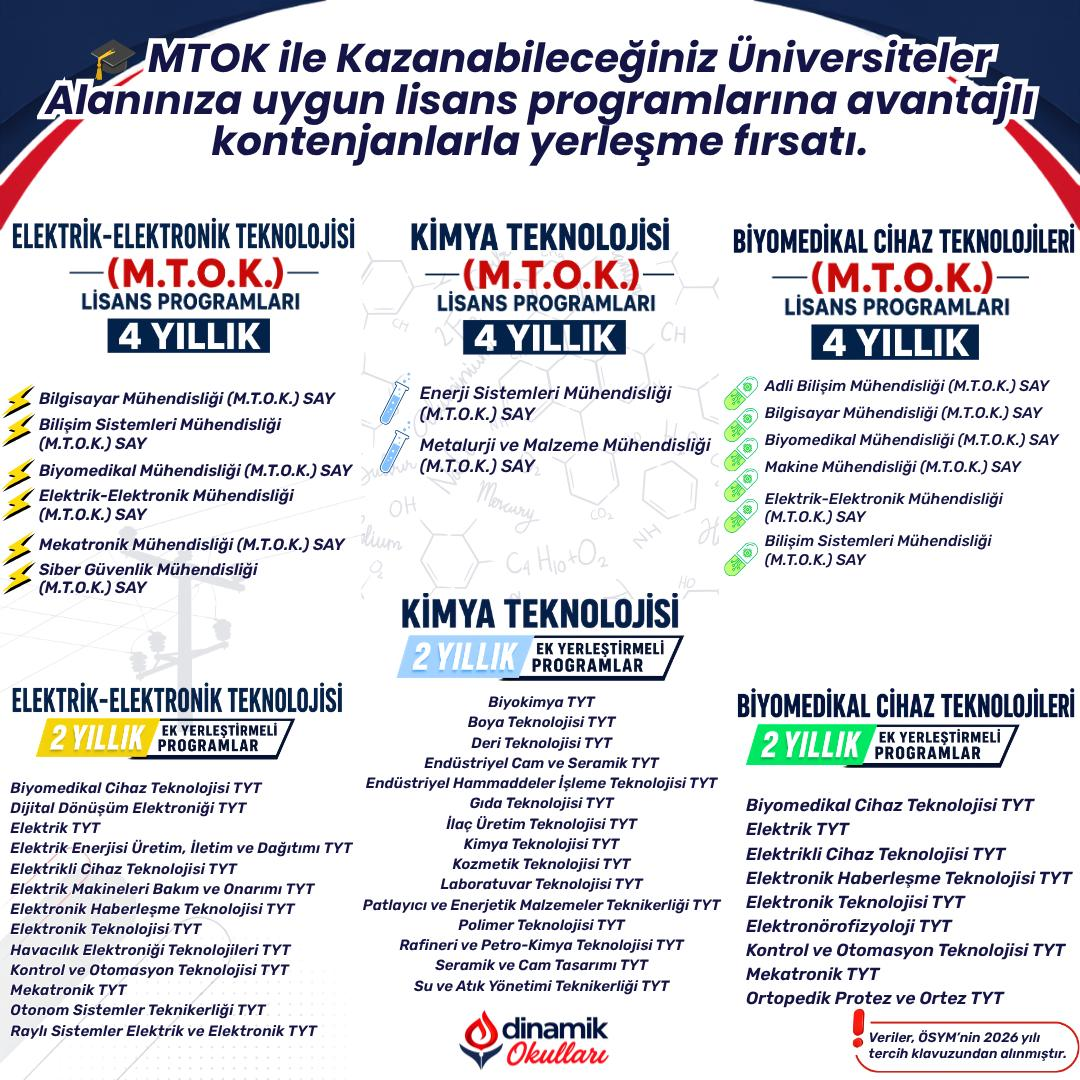 🎓 MTOK ile Kazanabileceğiniz Üniversiteler
Alanınıza uygun lisans programlarına avantajlı
kontenjanlarla yerleşme fırsatı.
ELEKTRİK-ELEKTRONİK TEKNOLOJİSİ
(M.T.O.K.)
LİSANS PROGRAMLARI
4 YILLIK
Bilgisayar Mühendisliği (M.T.O.K.) SAY
Bilişim Sistemleri Mühendisliği
(M.T.O.K.) SAY
Biyomedikal Mühendisliği (M.T.O.K.) SAY
Elektrik-Elektronik Mühendisliği
(M.T.O.K.) SAY
Mekatronik Mühendisliği (M.T.O.K.) SAY
Siber Güvenlik Mühendisliği
(M.T.O.K.) SAY
KİMYA TEKNOLOJİSİ
(M.T.O.K.)
LİSANS PROGRAMLARI
4 YILLIK
Enerji Sistemleri Mühendisliği
(M.T.O.K.) SAY
Metalurji ve Malzeme Mühendisliği
(M.T.O.K.) SAY
CH
CH
OH
Mercury
CO2
NH
C4 H10+O2
O2
HO
BİYOMEDİKAL CİHAZ TEKNOLOJİLERİ
(M.T.O.K.)
LİSANS PROGRAMLARI
4 YILLIK
Adli Bilişim Mühendisliği (M.T.O.K.) SAY
Bilgisayar Mühendisliği (M.T.O.K.) SAY
Biyomedikal Mühendisliği (M.T.O.K.) SAY
Makine Mühendisliği (M.T.O.K.) SAY
Elektrik-Elektronik Mühendisliği
(M.T.O.K.) SAY
Bilişim Sistemleri Mühendisliği
(M.T.O.K.) SAY
ELEKTRİK-ELEKTRONİK TEKNOLOJİSİ
2 YILLIK
EK YERLEŞTİRMELİ
PROGRAMLAR
Biyomedikal Cihaz Teknolojisi TYT
Dijital Dönüşüm Elektroniği TYT
Elektrik TYT
Elektrik Enerjisi Üretim, İletim ve Dağıtımı TYT
Elektrikli Cihaz Teknolojisi TYT
Elektrik Makineleri Bakım ve Onarımı TYT
Elektronik Haberleşme Teknolojisi TYT
Elektronik Teknolojisi TYT
Havacılık Elektroniği Teknolojileri TYT
Kontrol ve Otomasyon Teknolojisi TYT
Mekatronik TYT
Otonom Sistemler Teknikerliği TYT
Raylı Sistemler Elektrik ve Elektronik TYT
KİMYA TEKNOLOJİSİ
2 YILLIK
EK YERLEŞTİRMELİ
PROGRAMLAR
Biyokimya TYT
Boya Teknolojisi TYT
Deri Teknolojisi TYT
Endüstriyel Cam ve Seramik TYT
Endüstriyel Hammaddeler İşleme Teknolojisi TYT
Gıda Teknolojisi TYT
İlaç Üretim Teknolojisi TYT
Kimya Teknolojisi TYT
Kozmetik Teknolojisi TYT
Laboratuvar Teknolojisi TYT
Patlayıcı ve Enerjetik Malzemeler Teknikerliği TYT
Polimer Teknolojisi TYT
Rafineri ve Petro-Kimya Teknolojisi TYT
Seramik ve Cam Tasarımı TYT
Su ve Atık Yönetimi Teknikerliği TYT
dinamik
Okulları
BİYOMEDİKAL CİHAZ TEKNOLOJİLERİ
2 YILLIK
EK YERLEŞTİRMELİ
PROGRAMLAR
Biyomedikal Cihaz Teknolojisi TYT
Elektrik TYT
Elektrikli Cihaz Teknolojisi TYT
Elektronik Haberleşme Teknolojisi TYT
Elektronik Teknolojisi TYT
Elektronörofizyoloji TYT
Kontrol ve Otomasyon Teknolojisi TYT
Mekatronik TYT
Ortopedik Protez ve Ortez TYT
Veriler, ÖSYM'nin 2026 yılı
tercih klavuzundan alınmıştır.